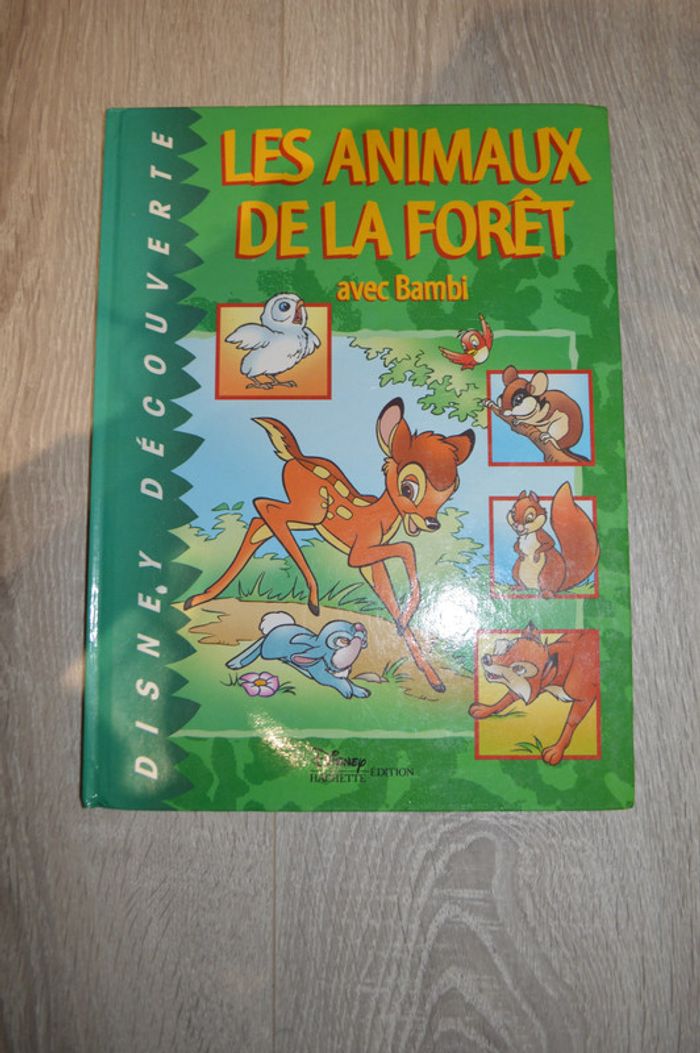 DISNEY DÉCOUVERTE
LES ANIMAUX
DE LA FORÊT
avec Bambi
Disney
HACHETTE ÉDITION